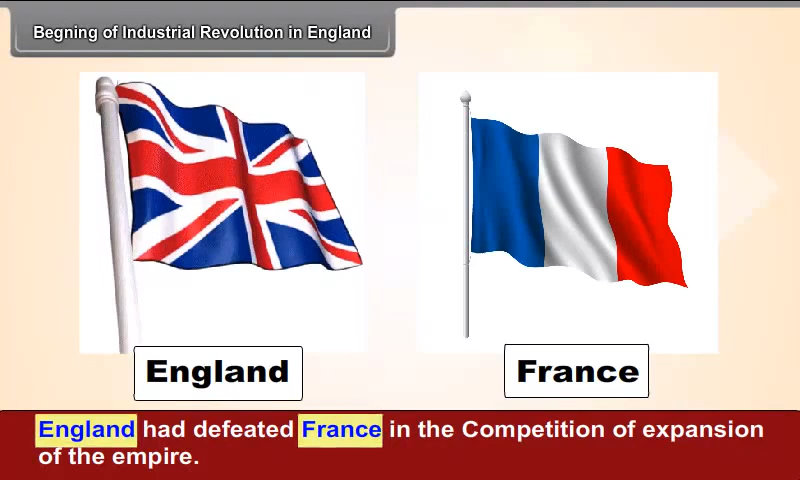 Begning of Industrial Revolution in England
England
France
England had defeated France in the Competition of expansion
of the empire.